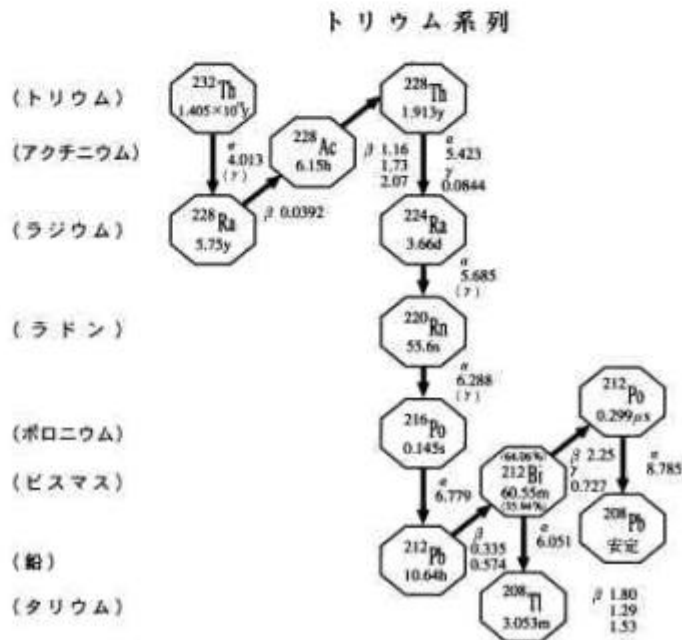 トリウム系列
(トリウム)
232Th
1.405×10¹⁰y
228Th
1.913y
(アクチニウム)
α
4.013
(γ)
228Ac
6.15h
β 1.16
1.73
2.07
α
5.423
γ
0.0844
(ラジウム)
228Ra
5.75y
β 0.0392
224Ra
3.66d
α
5.685
(γ)
(ラドン)
220Rn
55.6s
α
6.288
(γ)
(ポロニウム)
216Po
0.145s
212Po
0.299μs
(ビスマス)
α
6.779
(64.06%)
212Bi
60.55m
(35.94%)
β 2.25
γ
0.727
α
8.785
(鉛)
212Pb
10.64h
β
0.335
0.574
α
6.051
208Pb
安定
(タリウム)
208Tl
3.053m
β 1.80
1.29
1.53